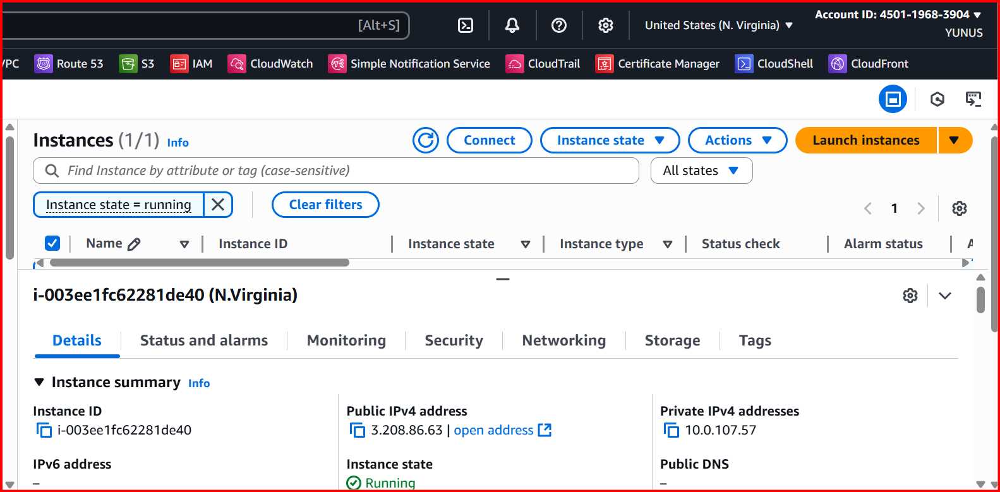 [Alt+S]
United States (N. Virginia)
Account ID: 4501-1968-3904
YUNUS
VPC
Route 53
S3
IAM
CloudWatch
Simple Notification Service
CloudTrail
Certificate Manager
CloudShell
CloudFront
Instances (1/1) Info
Connect
Instance state
Actions
Launch instances
Find Instance by attribute or tag (case-sensitive)
All states
Instance state = running
Clear filters
1
Name
Instance ID
Instance state
Instance type
Status check
Alarm status
i-003ee1fc62281de40 (N.Virginia)
Details
Status and alarms
Monitoring
Security
Networking
Storage
Tags
Instance summary Info
Instance ID
i-003ee1fc62281de40
Public IPv4 address
3.208.86.63 | open address
Private IPv4 addresses
10.0.107.57
IPv6 address
–
Instance state
Running
Public DNS
–